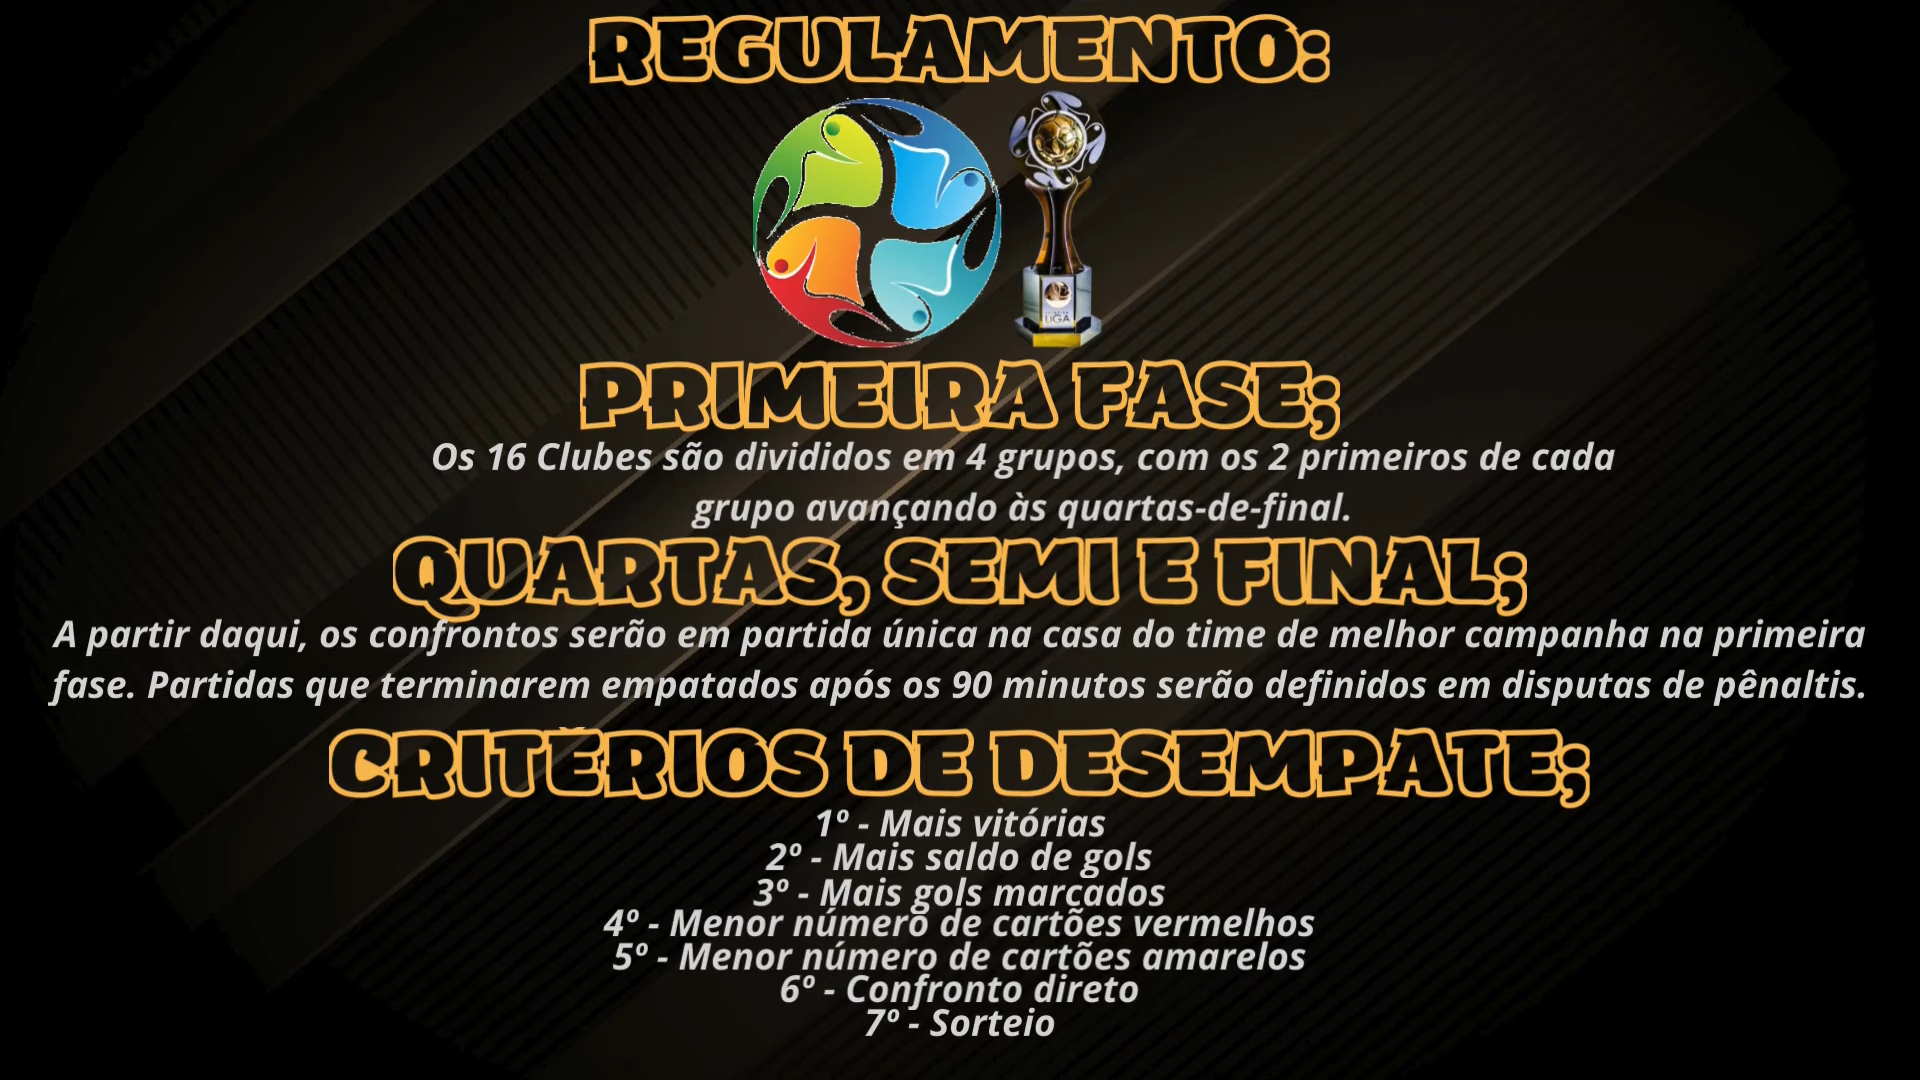 REGULAMENTO:
LIGA
PRIMEIRA FASE;
Os 16 Clubes são divididos em 4 grupos, com os 2 primeiros de cada
grupo avançando às quartas-de-final.
QUARTAS, SEMI E FINAL;
A partir daqui, os confrontos serão em partida única na casa do time de melhor campanha na primeira
fase. Partidas que terminarem empatados após os 90 minutos serão definidos em disputas de pênaltis.
CRITÉRIOS DE DESEMPATE;
1º - Mais vitórias
2º - Mais saldo de gols
3º - Mais gols marcados
4º - Menor número de cartões vermelhos
5º - Menor número de cartões amarelos
6º - Confronto direto
7º - Sorteio